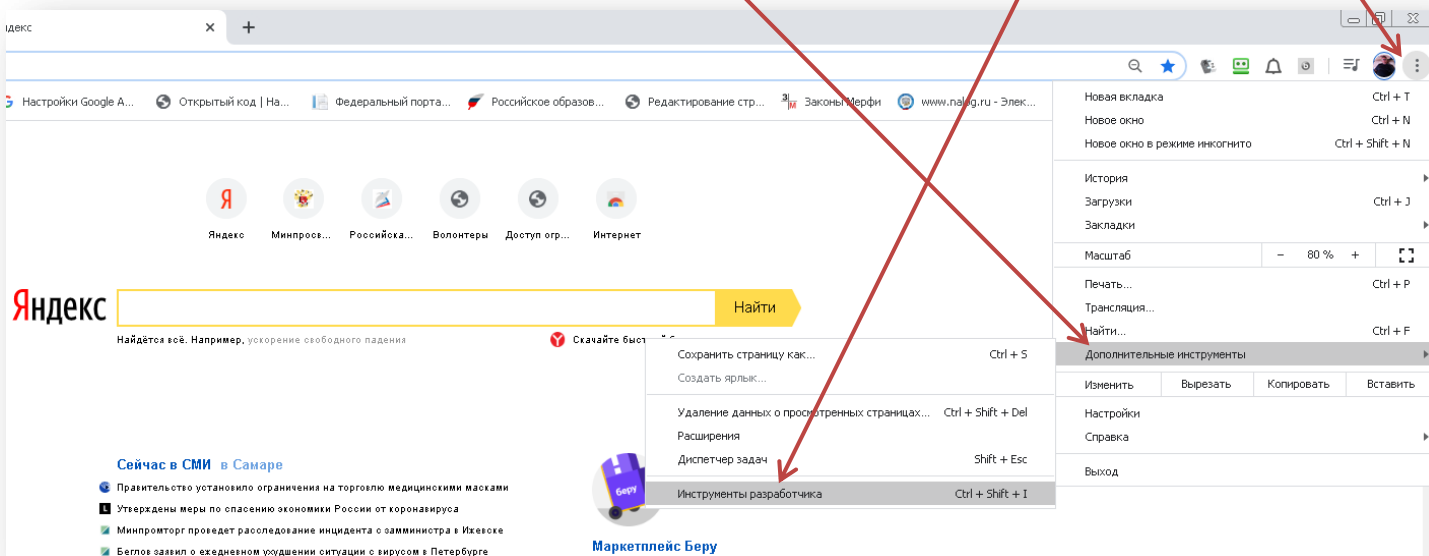 ндекс
Настройки Google А... Открытый код | На... Федеральный порта... Российское образов... Редактирование стр... Законы Мерфи www.nalog.ru - Элек...
Яндекс Минпросв... Российска... Волонтеры Доступ огр... Интернет
Яндекс Найти
Найдётся всё. Например, ускорение свободного падения
Скачайте быст
Сейчас в СМИ в Самаре
Правительство установило ограничения на торговлю медицинскими масками
Утверждены меры по спасению экономики России от коронавируса
Минпромторг проведет расследование инцидента с замминистра в Ижевске
Беглов заявил о ежедневном ухудшении ситуации с вирусом в Петербурге
беру
Маркетплейс Беру
Сохранить страницу как... Ctrl + S
Создать ярлык...
Удаление данных о просмотренных страницах... Ctrl + Shift + Del
Расширения
Диспетчер задач Shift + Esc
Инструменты разработчика Ctrl + Shift + I
Новая вкладка Ctrl + T
Новое окно Ctrl + N
Новое окно в режиме инкогнито Ctrl + Shift + N
История
Загрузки Ctrl + J
Закладки
Масштаб - 80 % +
Печать... Ctrl + P
Трансляция...
Найти... Ctrl + F
Дополнительные инструменты
Изменить Вырезать Копировать Вставить
Настройки
Справка
Выход